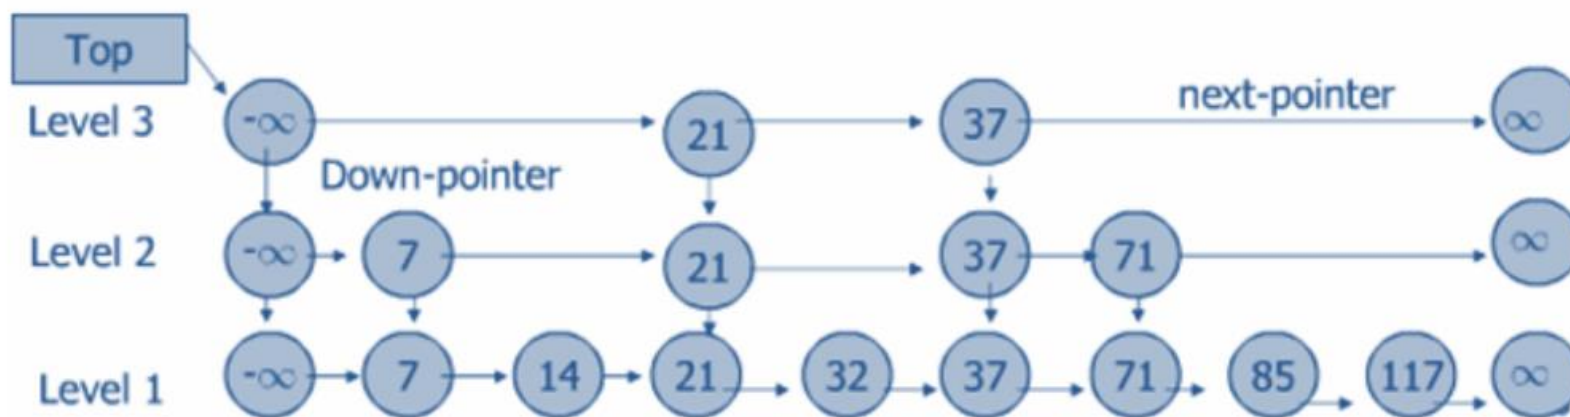 Top
Level 3 -∞ 21 37 next-pointer ∞
Down-pointer
Level 2 -∞ 7 21 37 71 ∞
Level 1 -∞ 7 14 21 32 37 71 85 117 ∞